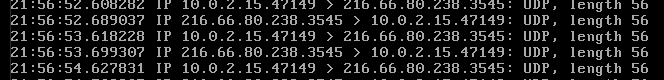 21:56:52.608282 IP 10.0.2.15.47149 > 216.66.80.238.3545: UDP, length 56
21:56:52.689037 IP 216.66.80.238.3545 > 10.0.2.15.47149: UDP, length 56
21:56:53.618228 IP 10.0.2.15.47149 > 216.66.80.238.3545: UDP, length 56
21:56:53.699307 IP 216.66.80.238.3545 > 10.0.2.15.47149: UDP, length 56
21:56:54.627831 IP 10.0.2.15.47149 > 216.66.80.238.3545: UDP, length 56